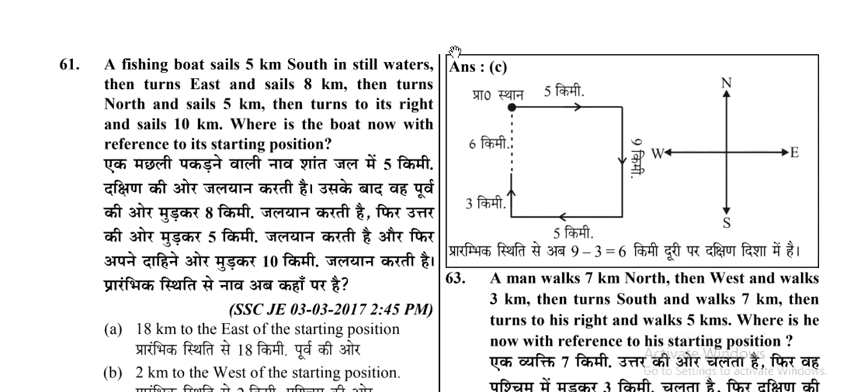 61. A fishing boat sails 5 km South in still waters,
then turns East and sails 8 km, then turns
North and sails 5 km, then turns to its right
and sails 10 km. Where is the boat now with
reference to its starting position?
एक मछली पकड़ने वाली नाव शांत जल में 5 किमी.
दक्षिण की ओर जलयान करती है। उसके बाद वह पूर्व
की ओर मुड़कर 8 किमी. जलयान करती है, फिर उत्तर
की ओर मुड़कर 5 किमी. जलयान करती है और फिर
अपने दाहिने ओर मुड़कर 10 किमी. जलयान करती है।
प्रारंभिक स्थिति से नाव अब कहाँ पर है?
(SSC JE 03-03-2017 2:45 PM)
(a) 18 km to the East of the starting position
प्रारंभिक स्थिति से 18 किमी. पूर्व की ओर
(b) 2 km to the West of the starting position.
Ans : (c)
प्रा० स्थान 5 किमी.
6 किमी.
9 किमी.
3 किमी.
5 किमी.
N
W E
S
प्रारम्भिक स्थिति से अब 9 – 3 = 6 किमी दूरी पर दक्षिण दिशा में है।
63. A man walks 7 km North, then West and walks
3 km, then turns South and walks 7 km, then
turns to his right and walks 5 kms. Where is he
now with reference to his starting position ?
एक व्यक्ति 7 किमी. उत्तर की ओर चलता है, फिर वह
पश्चिम में मुड़कर 3 किमी. चलता है, फिर दक्षिण की
Activate Windows
Go to Settings to activate Windows.